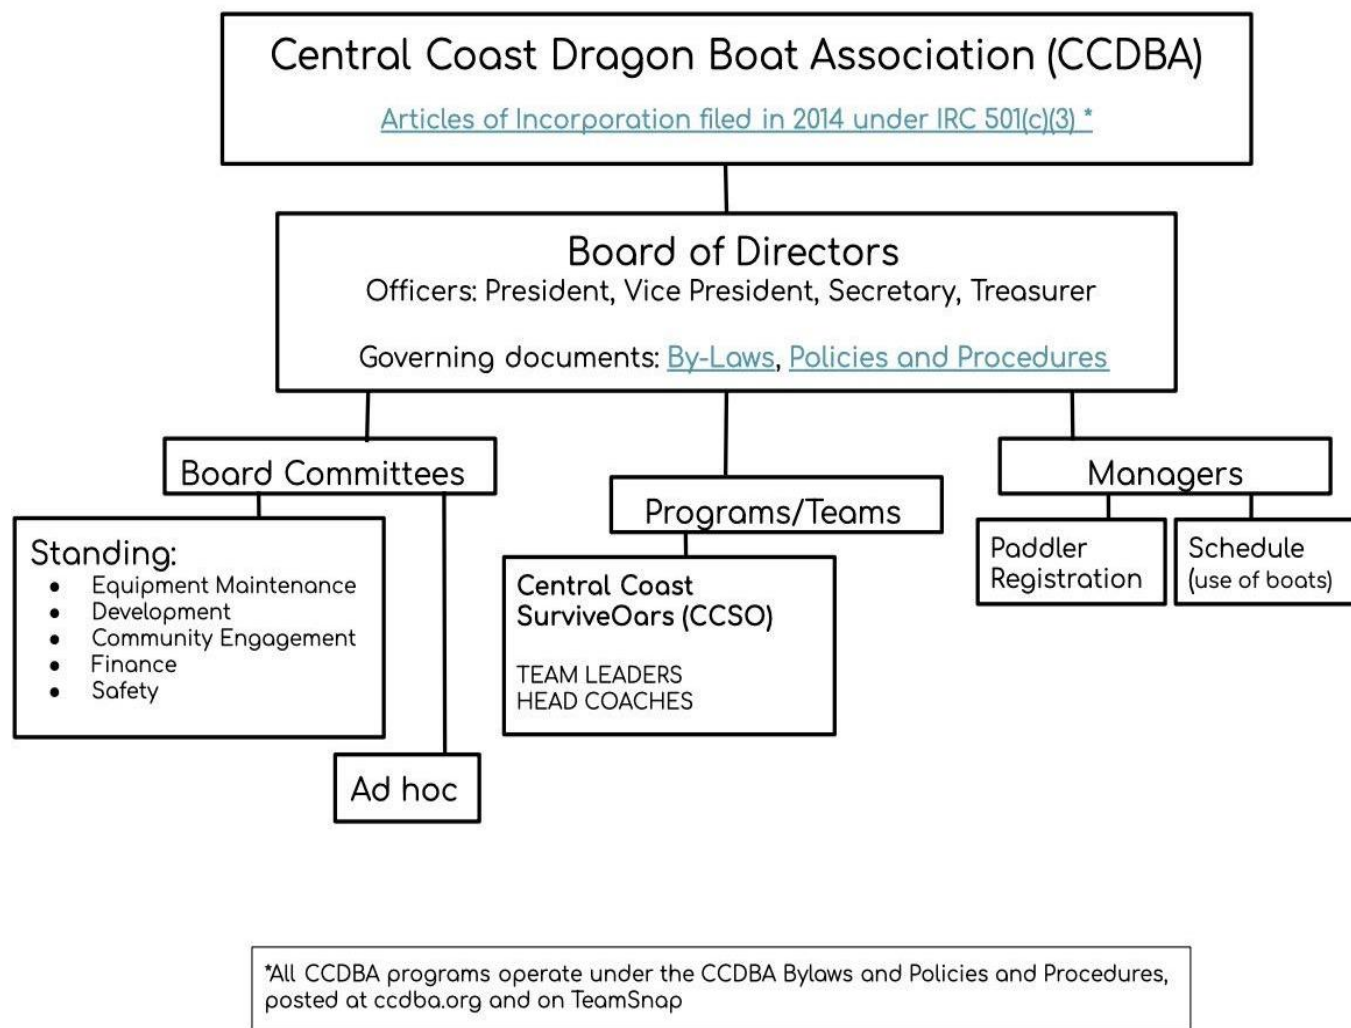 Central Coast Dragon Boat Association (CCDBA)
Articles of Incorporation filed in 2014 under IRC 501(c)(3) *
Board of Directors
Officers: President, Vice President, Secretary, Treasurer
Governing documents: By-Laws, Policies and Procedures
Board Committees
Standing:
● Equipment Maintenance
● Development
● Community Engagement
● Finance
● Safety
Ad hoc
Programs/Teams
Central Coast
SurviveOars (CCSO)
TEAM LEADERS
HEAD COACHES
Managers
Paddler
Registration
Schedule
(use of boats)
*All CCDBA programs operate under the CCDBA Bylaws and Policies and Procedures,
posted at ccdba.org and on TeamSnap